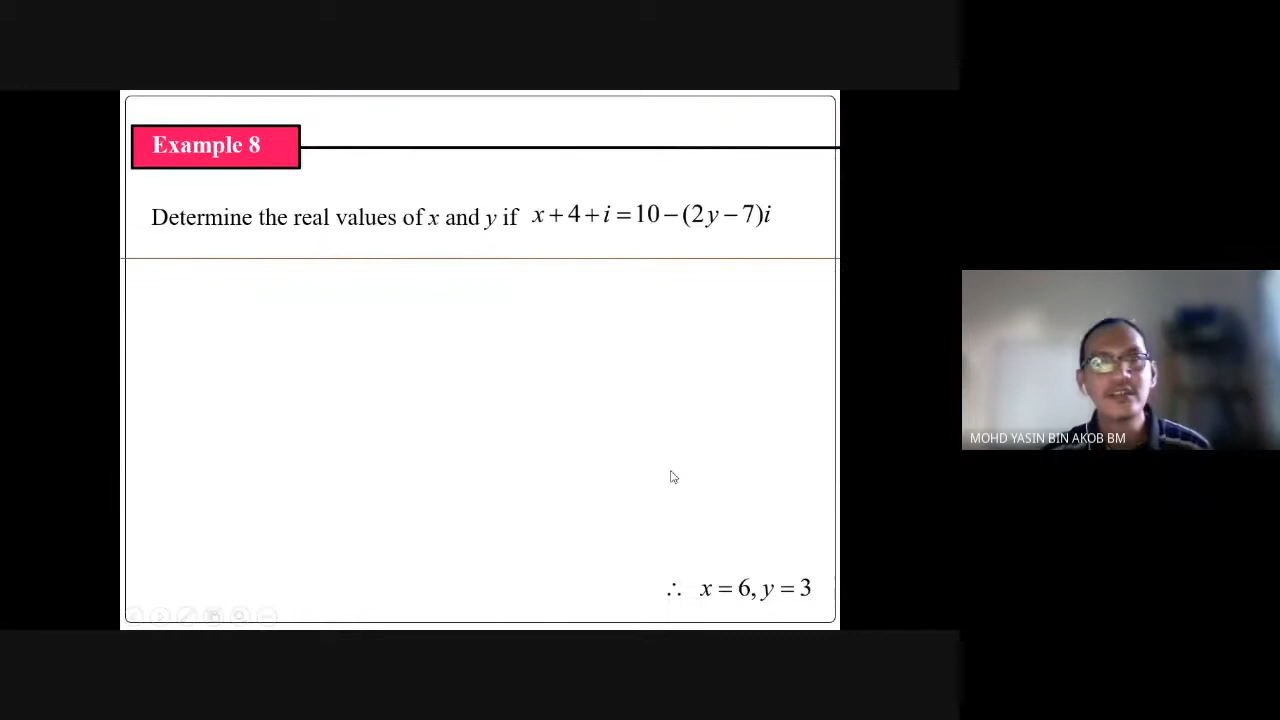 Example 8
Determine the real values of x and y if x + 4 + i = 10 − (2y − 7)i
∴ x = 6, y = 3
MOHD YASIN BIN AKOB BM